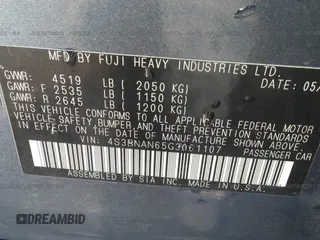 MFD BY FUJI HEAVY INDUSTRIES LTD.
GVWR: 4519 LB ( 2050 KG) 05/
GAWR: F 2535 LB ( 1150 KG)
GAWR: R 2645 LB ( 1200 KG)
THIS VEHICLE CONFORMS TO ALL APPLICABLE FEDERAL MOTOR
VEHICLE SAFETY, BUMPER AND THEFT PREVENTION STANDARDS
IN EFFECT ON THE DATE OF MANUFACTURE SHOWN ABOVE
VIN: 4S3BNAN65G3061107 PASSENGER CAR
ASSEMBLED BY SIA INC. MADE IN U.S.A.
DREAMBID